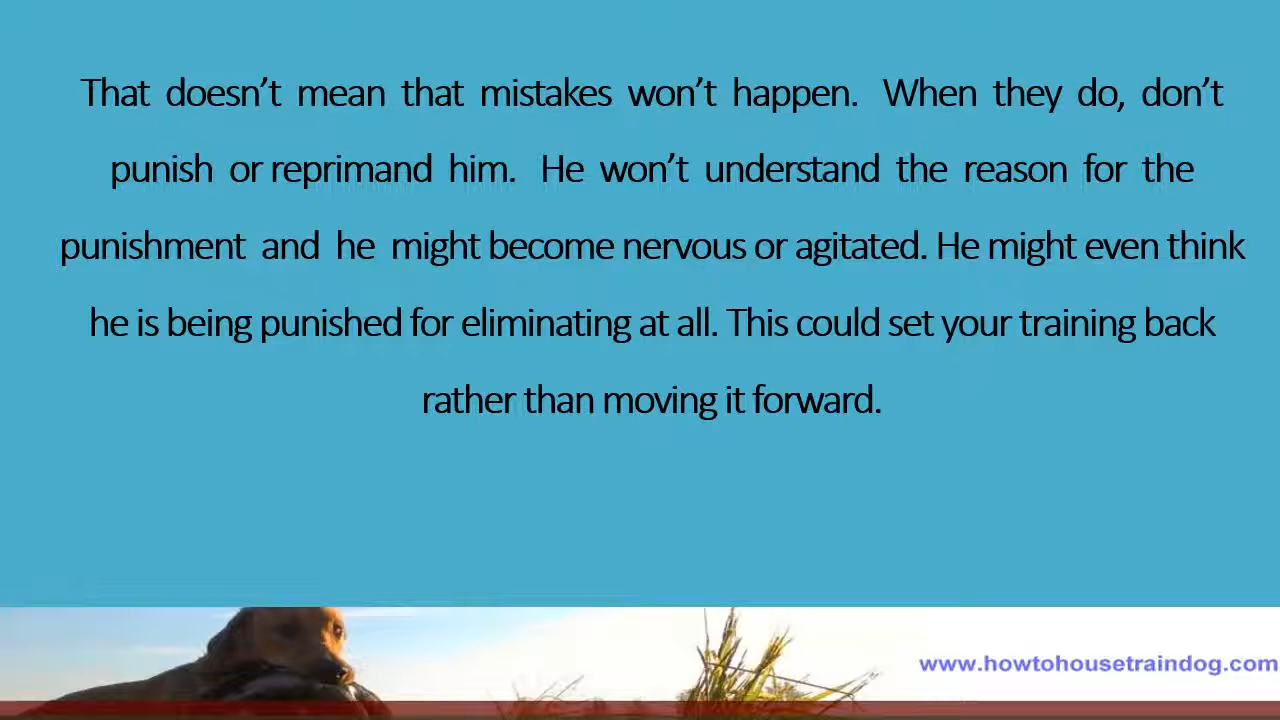 That doesn’t mean that mistakes won’t happen. When they do, don’t
punish or reprimand him. He won’t understand the reason for the
punishment and he might become nervous or agitated. He might even think
he is being punished for eliminating at all. This could set your training back
rather than moving it forward.
www.howtohousetraindog.com